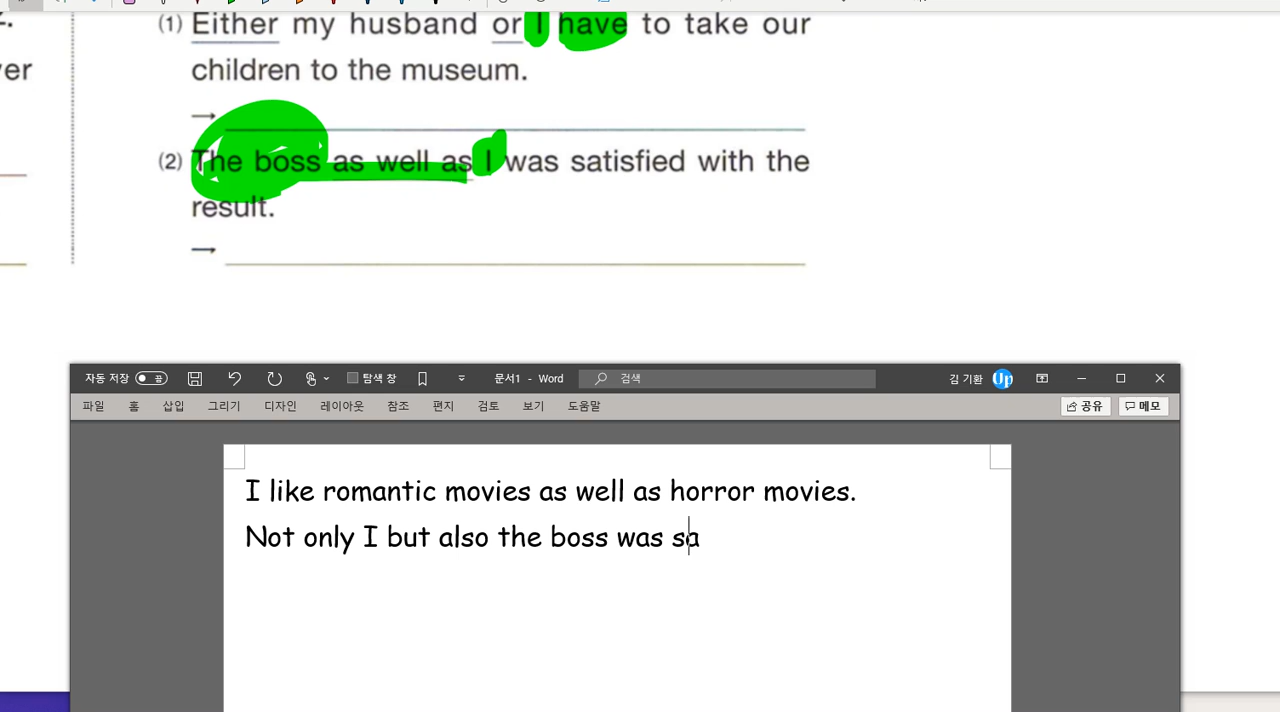 (1) Either my husband or I have to take our
children to the museum.
ver
→
(2) The boss as well as I was satisfied with the
result.
→
자동 저장 끔 탐색 창 문서1 - Word 검색 김 기환 Up
파일 홈 삽입 그리기 디자인 레이아웃 참조 편지 검토 보기 도움말 공유 메모
I like romantic movies as well as horror movies.
Not only I but also the boss was sa